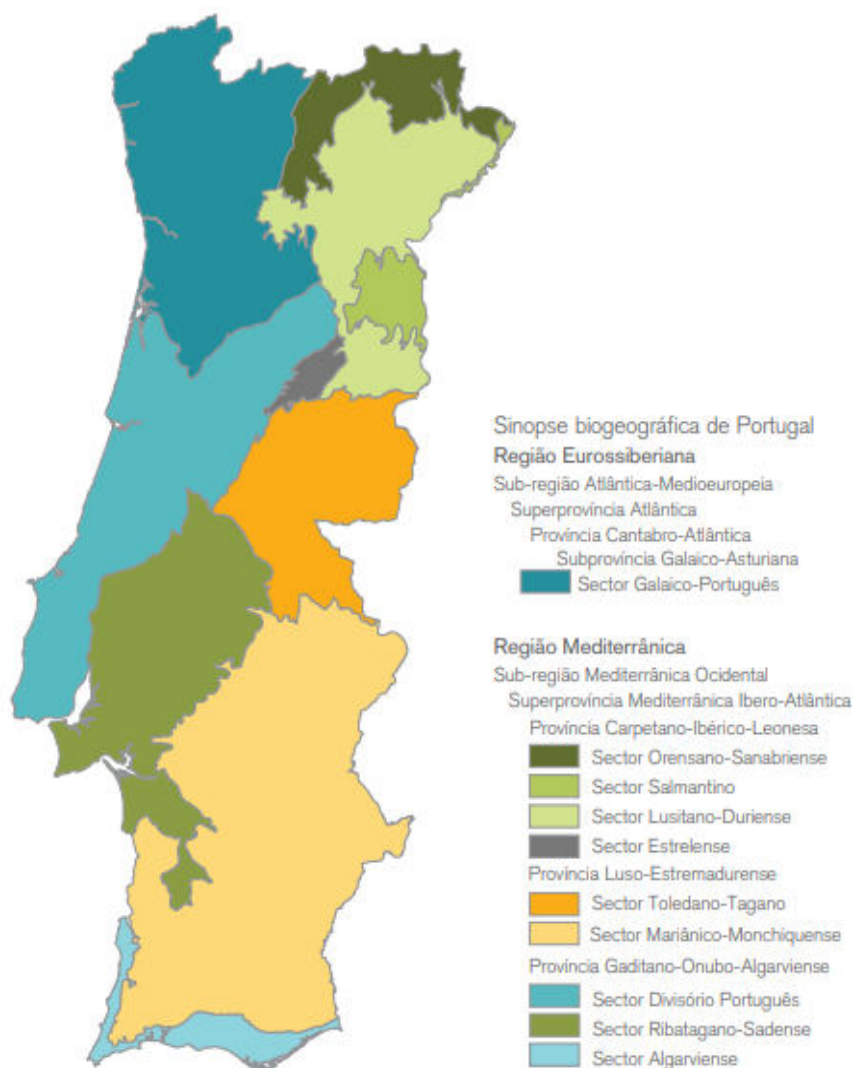 Sinopse biogeográfica de Portugal
Região Eurossiberiana
Sub-região Atlântica-Medioeuropeia
Superprovíncia Atlântica
Província Cantabro-Atlântica
Subprovíncia Galaico-Asturiana
Sector Galaico-Português
Região Mediterrânica
Sub-região Mediterrânica Ocidental
Superprovíncia Mediterrânica Ibero-Atlântica
Província Carpetano-Ibérico-Leonesa
Sector Orensano-Sanabriense
Sector Salmantino
Sector Lusitano-Duriense
Sector Estrelense
Província Luso-Estremadurense
Sector Toledano-Tagano
Sector Mariânico-Monchiquense
Província Gaditano-Onubo-Algarviense
Sector Divisório Português
Sector Ribatagano-Sadense
Sector Algarviense